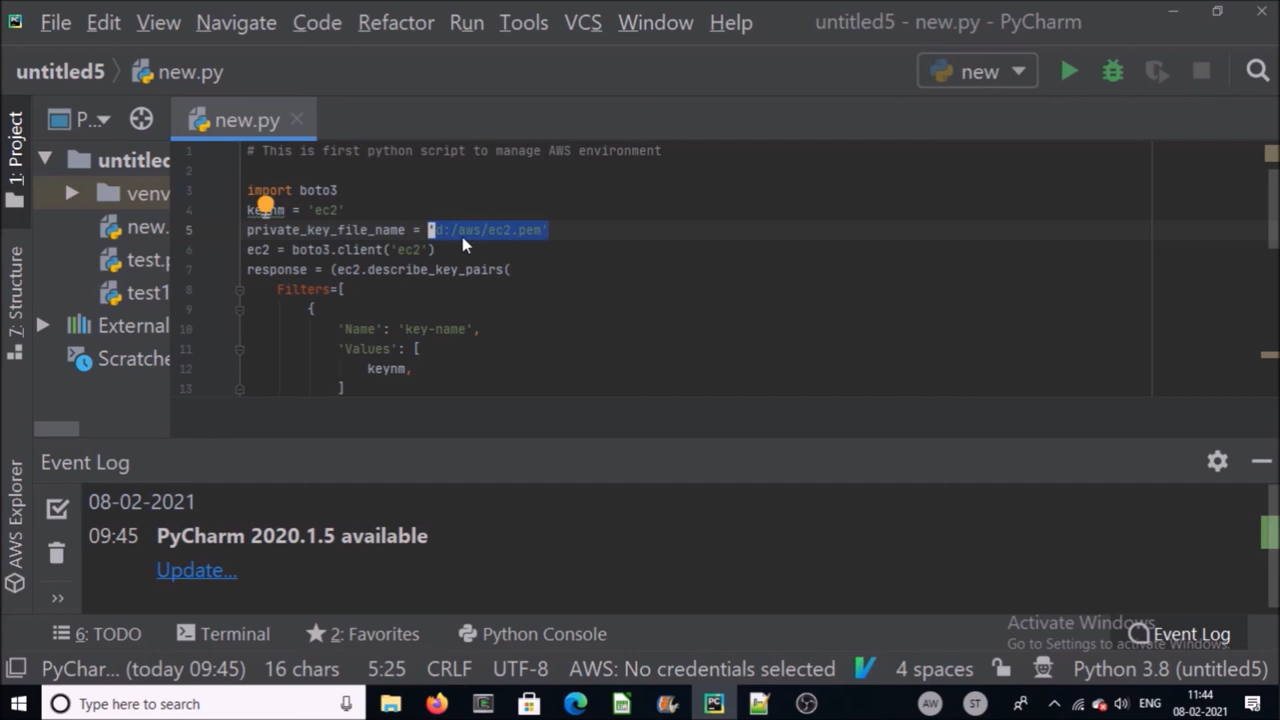 File Edit View Navigate Code Refactor Run Tools VCS Window Help untitled5 - new.py - PyCharm
untitled5 new.py new
1: Project
P... new.py
untitled
venv
new.
test.p
test1
External
Scratche
7: Structure
AWS Explorer
1 # This is first python script to manage AWS environment
2
3 import boto3
4 keynm = 'ec2'
5 private_key_file_name = 'd:/aws/ec2.pem'
6 ec2 = boto3.client('ec2')
7 response = (ec2.describe_key_pairs(
8 Filters=[
9 {
10 'Name': 'key-name',
11 'Values': [
12 keynm,
13 ]
Event Log
08-02-2021
09:45 PyCharm 2020.1.5 available
Update...
Activate Windows
Go to Settings to activate Windows.
6: TODO Terminal 2: Favorites Python Console Event Log
PyChar... (today 09:45) 16 chars 5:25 CRLF UTF-8 AWS: No credentials selected 4 spaces Python 3.8 (untitled5)
Type here to search AW ST ENG 11:44
08-02-2021